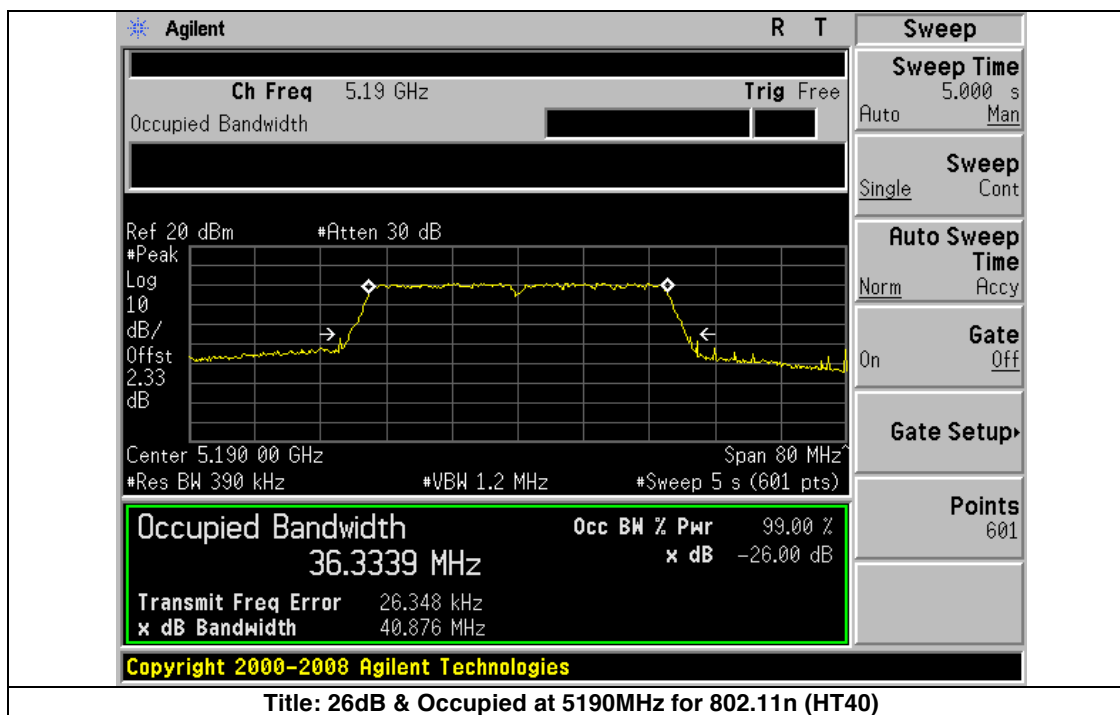 Agilent R T
Sweep
Ch Freq 5.19 GHz Trig Free
Occupied Bandwidth
Sweep Time
5.000 s
Auto Man
Sweep
Single Cont
Auto Sweep
Time
Norm Accy
Gate
On Off
Gate Setup
Points
601
Ref 20 dBm #Atten 30 dB
#Peak
Log
10
dB/
Offst
2.33
dB
Center 5.190 00 GHz Span 80 MHz^
#Res BW 390 kHz #VBW 1.2 MHz #Sweep 5 s (601 pts)
Occupied Bandwidth Occ BW % Pwr 99.00 %
36.3339 MHz x dB -26.00 dB
Transmit Freq Error 26.348 kHz
x dB Bandwidth 40.876 MHz
Copyright 2000-2008 Agilent Technologies
Title: 26dB & Occupied at 5190MHz for 802.11n (HT40)